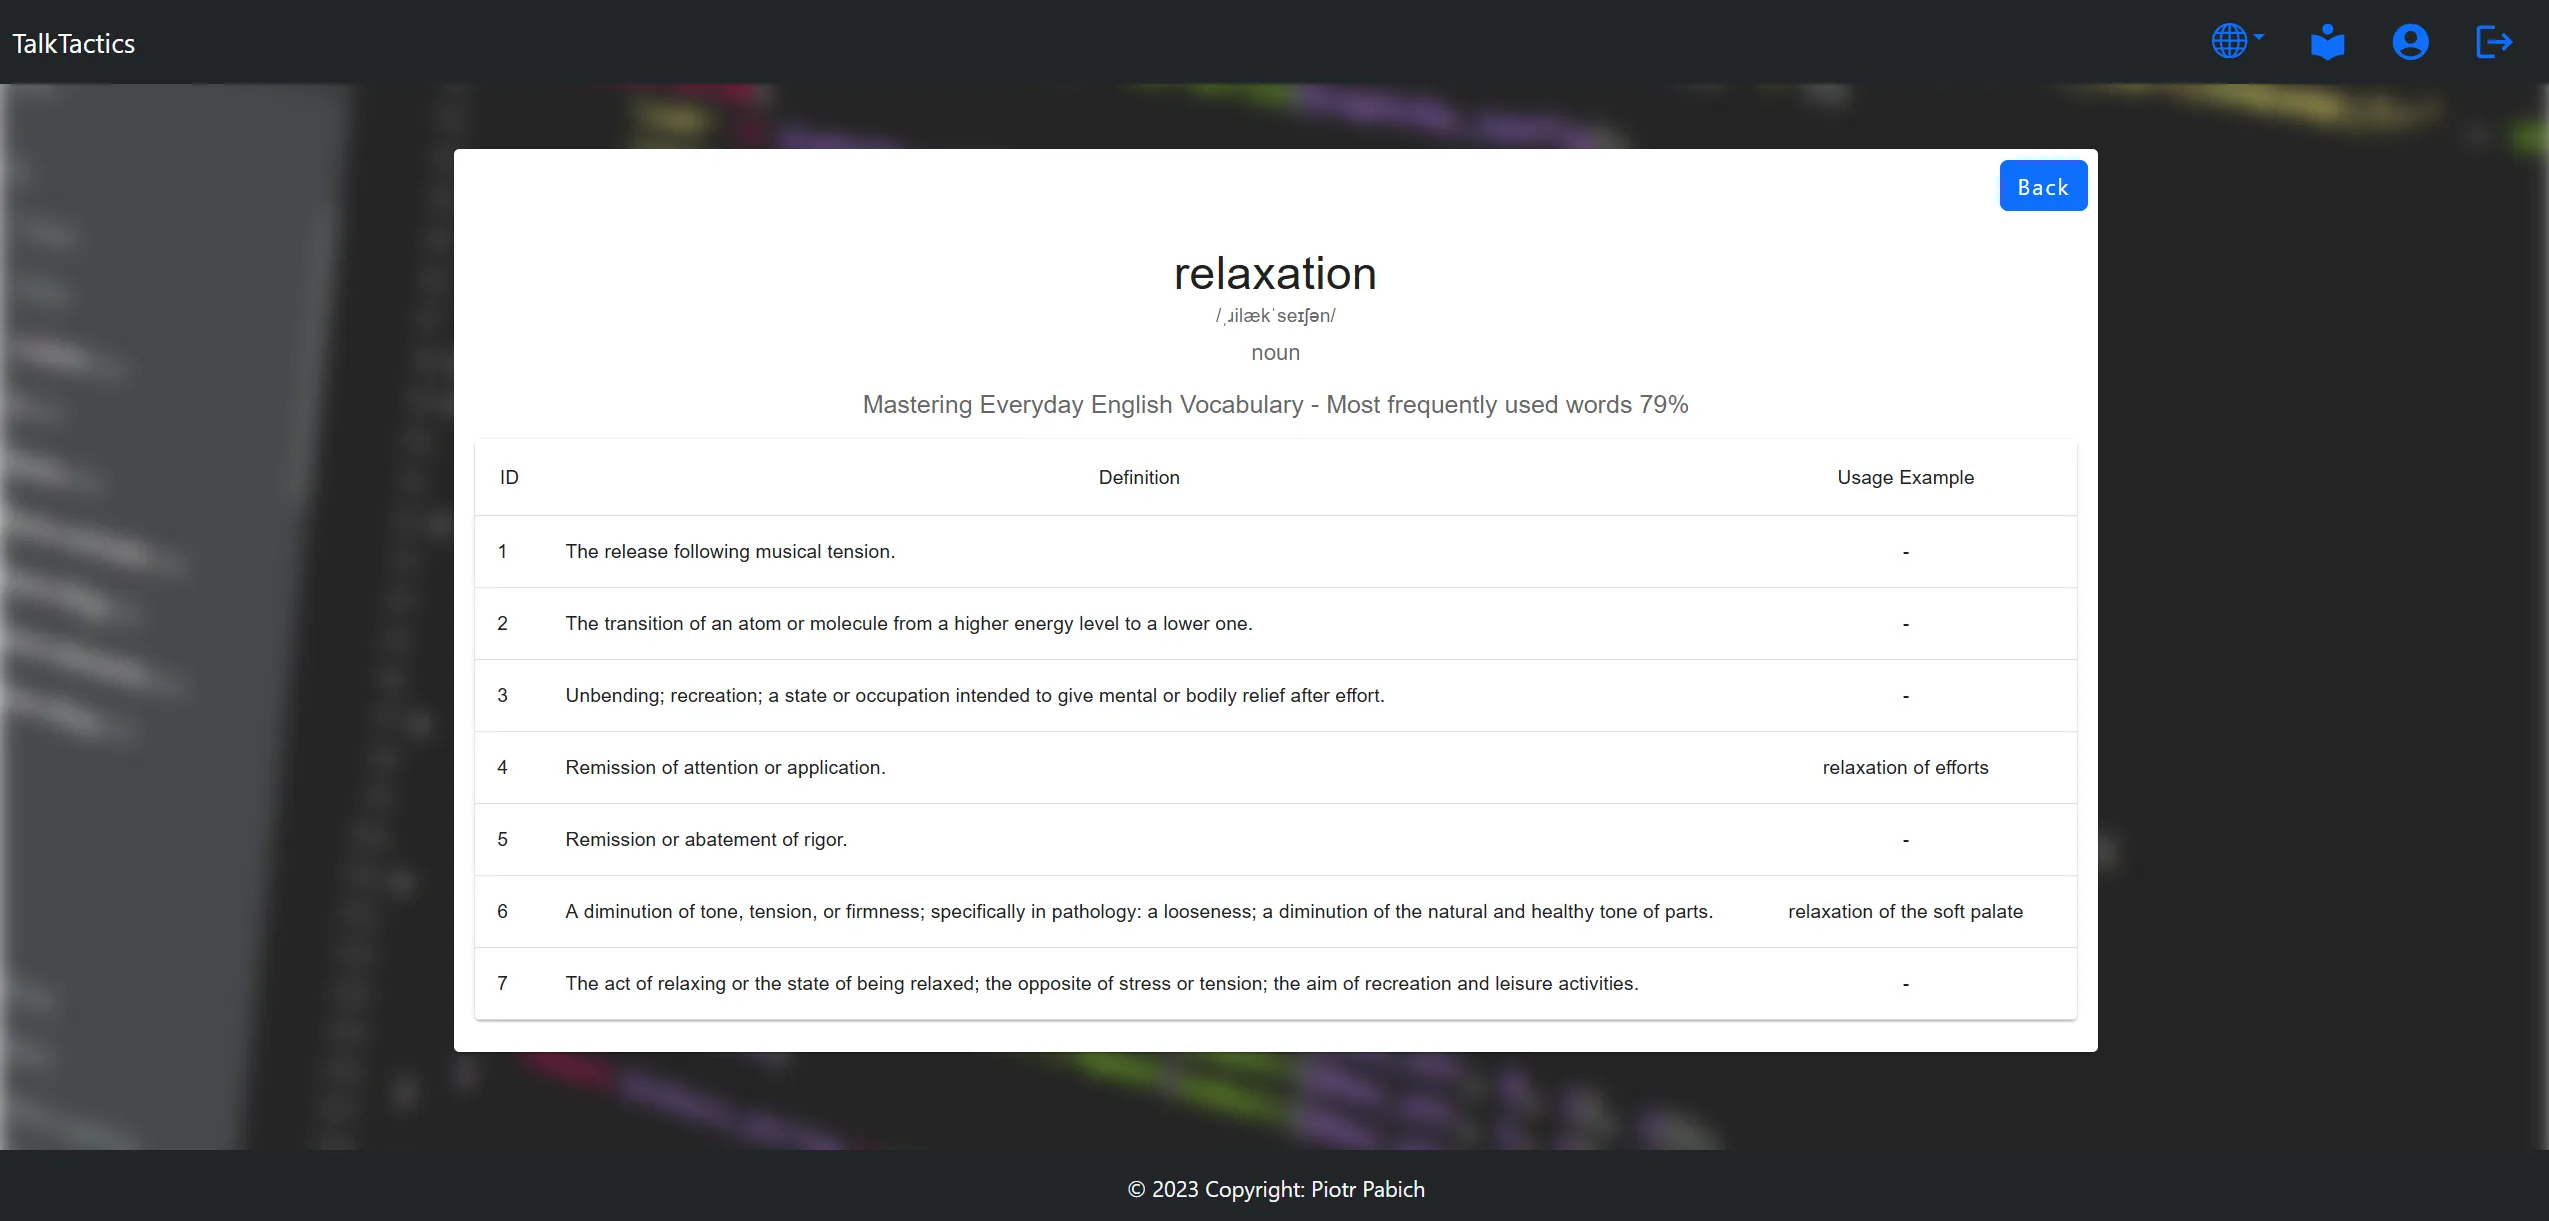 TalkTactics
Back
relaxation
/ˌɹilækˈseɪʃən/
noun
Mastering Everyday English Vocabulary - Most frequently used words 79%
ID Definition Usage Example
1 The release following musical tension. -
2 The transition of an atom or molecule from a higher energy level to a lower one. -
3 Unbending; recreation; a state or occupation intended to give mental or bodily relief after effort. -
4 Remission of attention or application. relaxation of efforts
5 Remission or abatement of rigor. -
6 A diminution of tone, tension, or firmness; specifically in pathology: a looseness; a diminution of the natural and healthy tone of parts. relaxation of the soft palate
7 The act of relaxing or the state of being relaxed; the opposite of stress or tension; the aim of recreation and leisure activities. -
© 2023 Copyright: Piotr Pabich